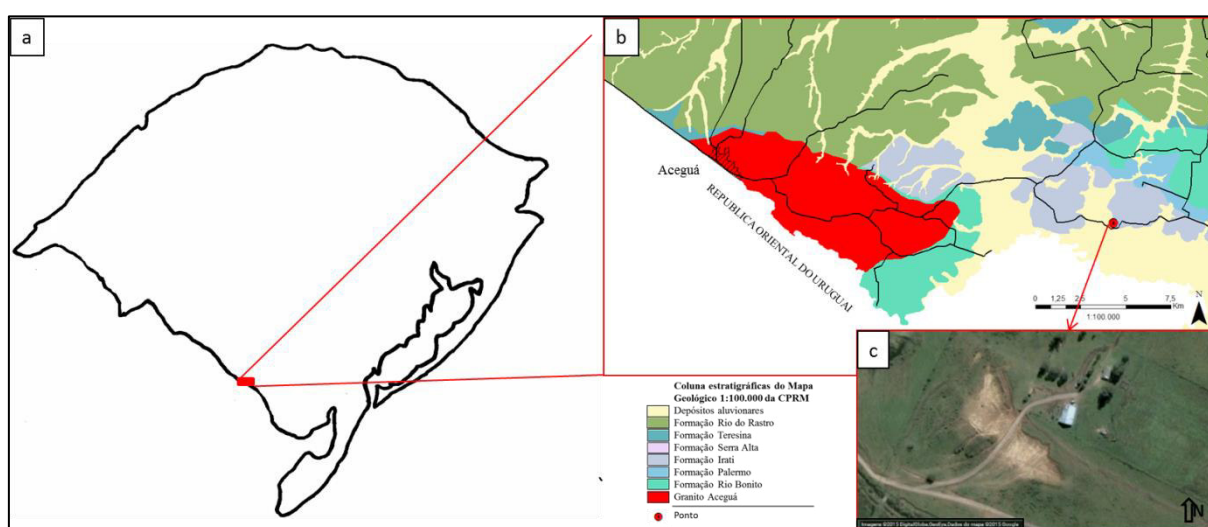 a
b
Aceguá
REPUBLICA ORIENTAL DO URUGUAI
N
0 1,25 2,5 5 7,5
Km
1:100.000
c
Coluna estratigráficas do Mapa
Geológico 1:100.000 da CPRM
Depósitos aluvionares
Formação Rio do Rastro
Formação Teresina
Formação Serra Alta
Formação Irati
Formação Palermo
Formação Rio Bonito
Granito Aceguá
Ponto
N